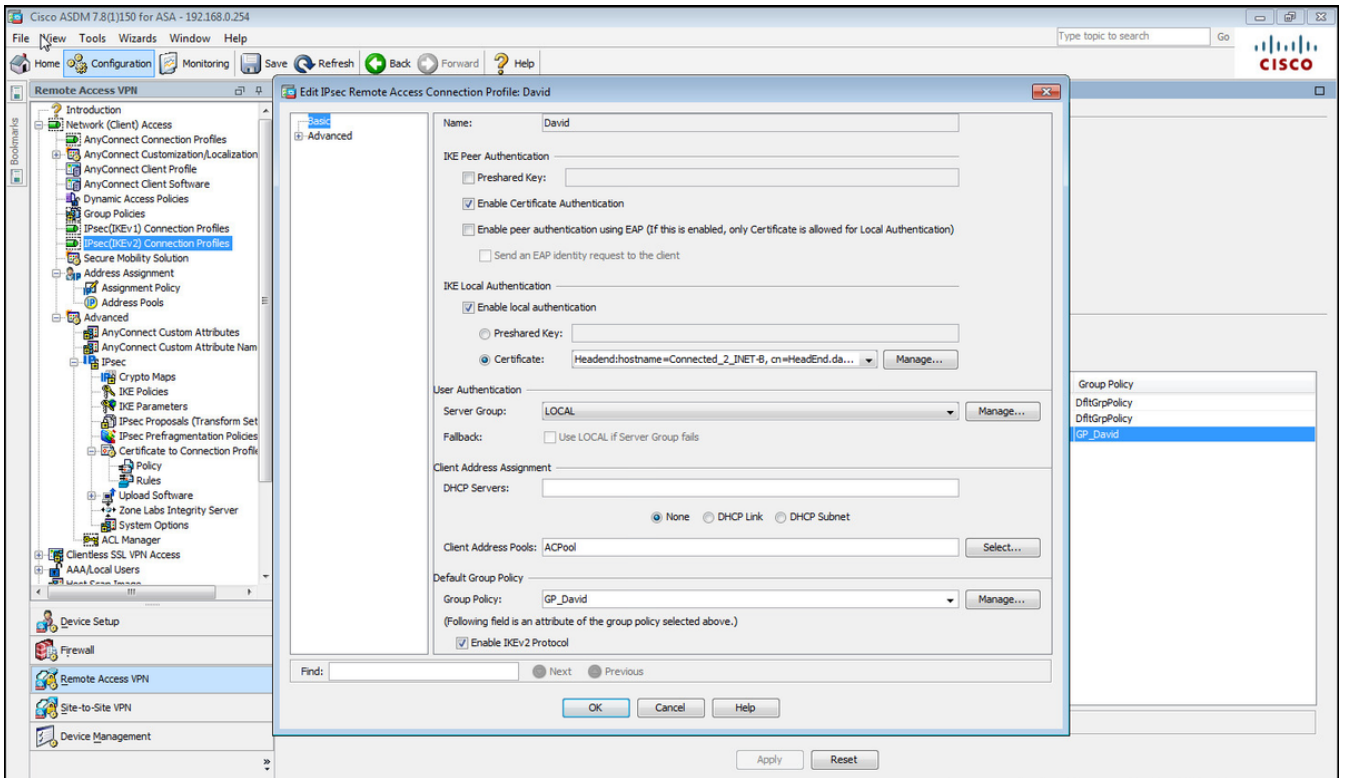 Cisco ASDM 7.8(1)150 for ASA - 192.168.0.254
File View Tools Wizards Window Help
Type topic to search Go
Home Configuration Monitoring Save Refresh Back Forward Help
CISCO
Bookmarks
Remote Access VPN
Introduction
Network (Client) Access
AnyConnect Connection Profiles
AnyConnect Customization/Localization
AnyConnect Client Profile
AnyConnect Client Software
Dynamic Access Policies
Group Policies
IPsec(IKEv1) Connection Profiles
IPsec(IKEv2) Connection Profiles
Secure Mobility Solution
Address Assignment
Assignment Policy
Address Pools
Advanced
AnyConnect Custom Attributes
AnyConnect Custom Attribute Nam
IPsec
Crypto Maps
IKE Policies
IKE Parameters
IPsec Proposals (Transform Set
IPsec Prefragmentation Policies
Certificate to Connection Profile
Policy
Rules
Upload Software
Zone Labs Integrity Server
System Options
ACL Manager
Clientless SSL VPN Access
AAA/Local Users
Host Scan Image
Device Setup
Firewall
Remote Access VPN
Site-to-Site VPN
Device Management
Edit IPsec Remote Access Connection Profile: David
Basic
Advanced
Name: David
IKE Peer Authentication
Preshared Key:
Enable Certificate Authentication
Enable peer authentication using EAP (If this is enabled, only Certificate is allowed for Local Authentication)
Send an EAP identity request to the client
IKE Local Authentication
Enable local authentication
Preshared Key:
Certificate: Headend:hostname=Connected_2_INET-B, cn=HeadEnd.da... Manage...
User Authentication
Server Group: LOCAL Manage...
Fallback: Use LOCAL if Server Group fails
Client Address Assignment
DHCP Servers:
None DHCP Link DHCP Subnet
Client Address Pools: ACPool Select...
Default Group Policy
Group Policy: GP_David Manage...
(Following field is an attribute of the group policy selected above.)
Enable IKEv2 Protocol
Find: Next Previous
OK Cancel Help
Group Policy
DfltGrpPolicy
DfltGrpPolicy
GP_David
Apply Reset